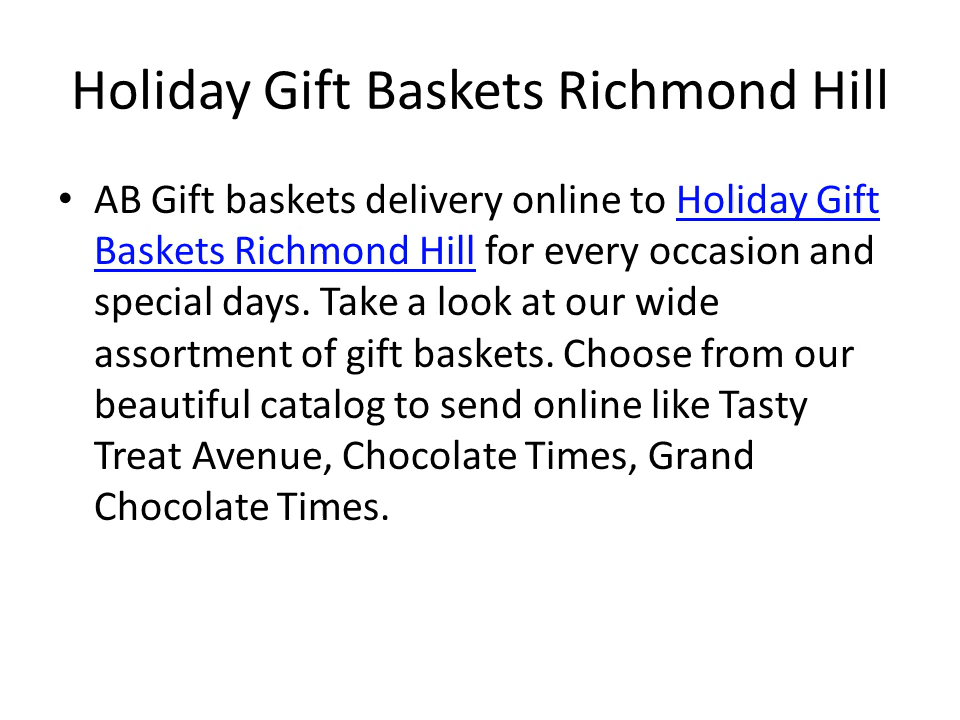 Holiday Gift Baskets Richmond Hill
• AB Gift baskets delivery online to Holiday Gift
Baskets Richmond Hill for every occasion and
special days. Take a look at our wide
assortment of gift baskets. Choose from our
beautiful catalog to send online like Tasty
Treat Avenue, Chocolate Times, Grand
Chocolate Times.